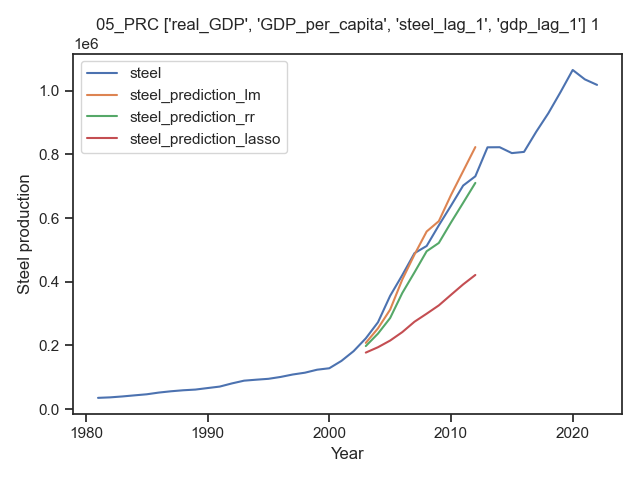 05_PRC ['real_GDP', 'GDP_per_capita', 'steel_lag_1', 'gdp_lag_1'] 1
1e6
steel
steel_prediction_lm
steel_prediction_rr
steel_prediction_lasso
1.0
0.8
0.6
0.4
0.2
0.0
Steel production
1980
1990
2000
2010
2020
Year